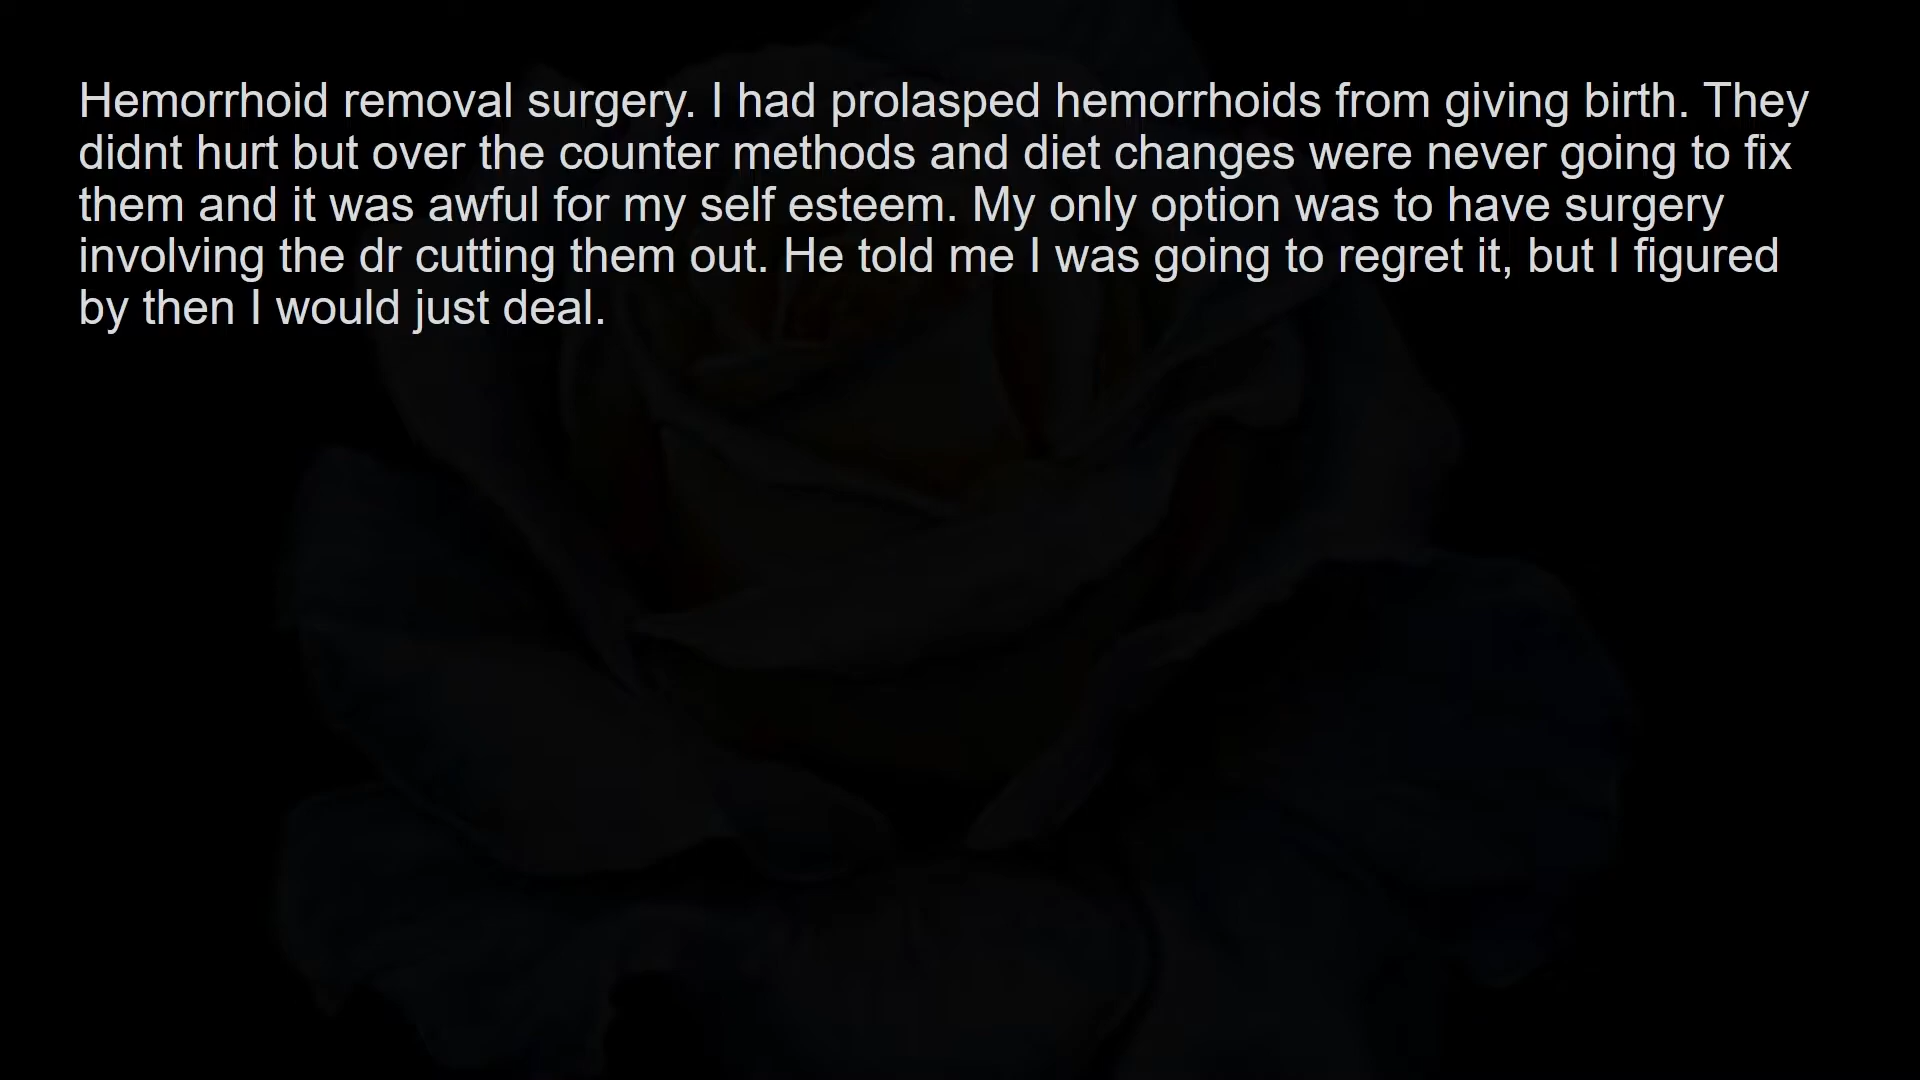 Hemorrhoid removal surgery. I had prolasped hemorrhoids from giving birth. They
didnt hurt but over the counter methods and diet changes were never going to fix
them and it was awful for my self esteem. My only option was to have surgery
involving the dr cutting them out. He told me I was going to regret it, but I figured
by then I would just deal.